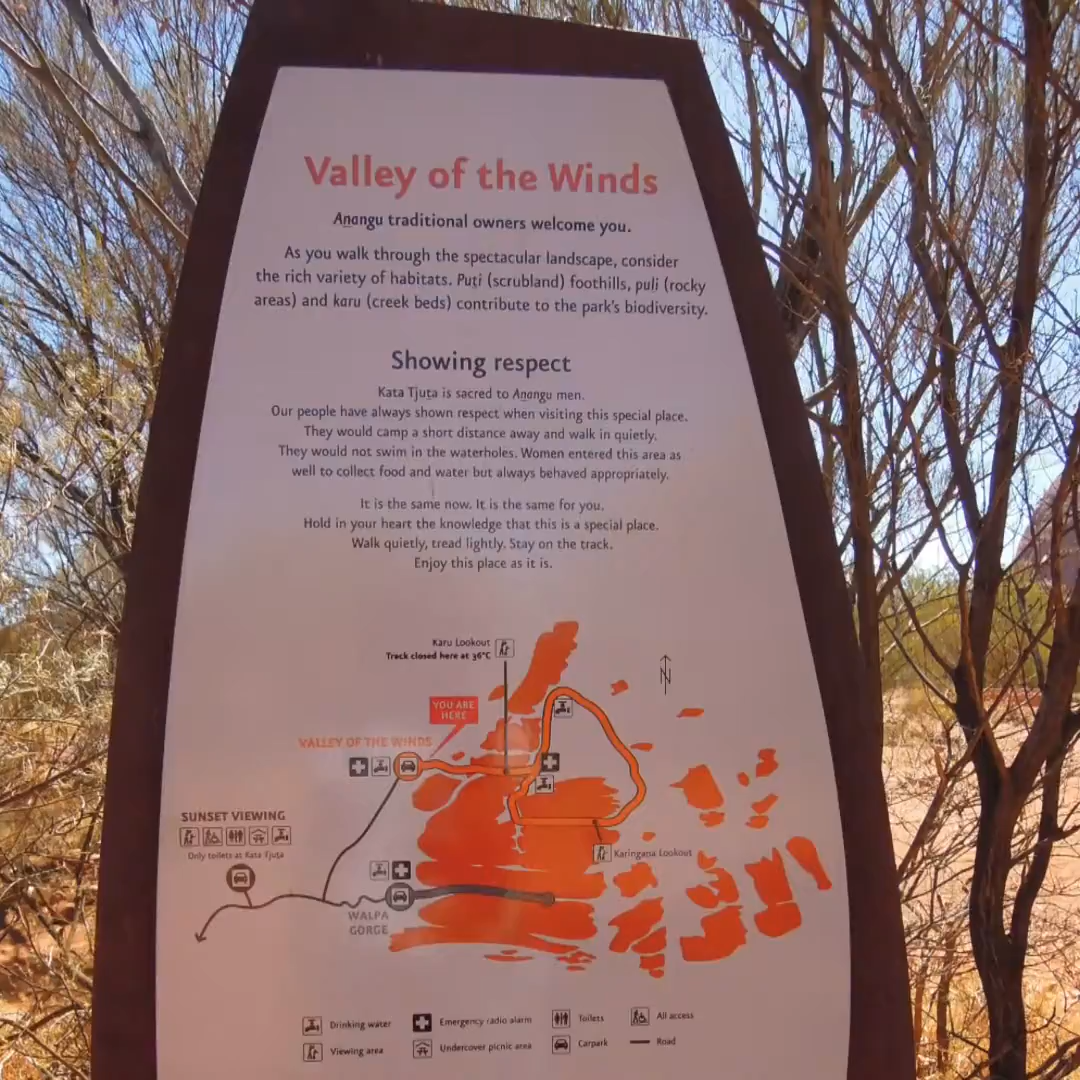 Valley of the Winds
Aṉangu traditional owners welcome you.
As you walk through the spectacular landscape, consider
the rich variety of habitats. Puṯi (scrubland) foothills, puḻi (rocky
areas) and karu (creek beds) contribute to the park's biodiversity.
Showing respect
Kata Tjuṯa is sacred to Aṉangu men.
Our people have always shown respect when visiting this special place.
They would camp a short distance away and walk in quietly.
They would not swim in the waterholes. Women entered this area as
well to collect food and water but always behaved appropriately.
It is the same now. It is the same for you.
Hold in your heart the knowledge that this is a special place.
Walk quietly, tread lightly. Stay on the track.
Enjoy this place as it is.
Karu Lookout
Track closed here at 36°C
N
YOU ARE
HERE
VALLEY OF THE WINDS
SUNSET VIEWING
Only toilets at Kata Tjuṯa
Karingana Lookout
WALPA
GORGE
Drinking water
Emergency radio alarm
Toilets
All access
Viewing area
Undercover picnic area
Carpark
Road